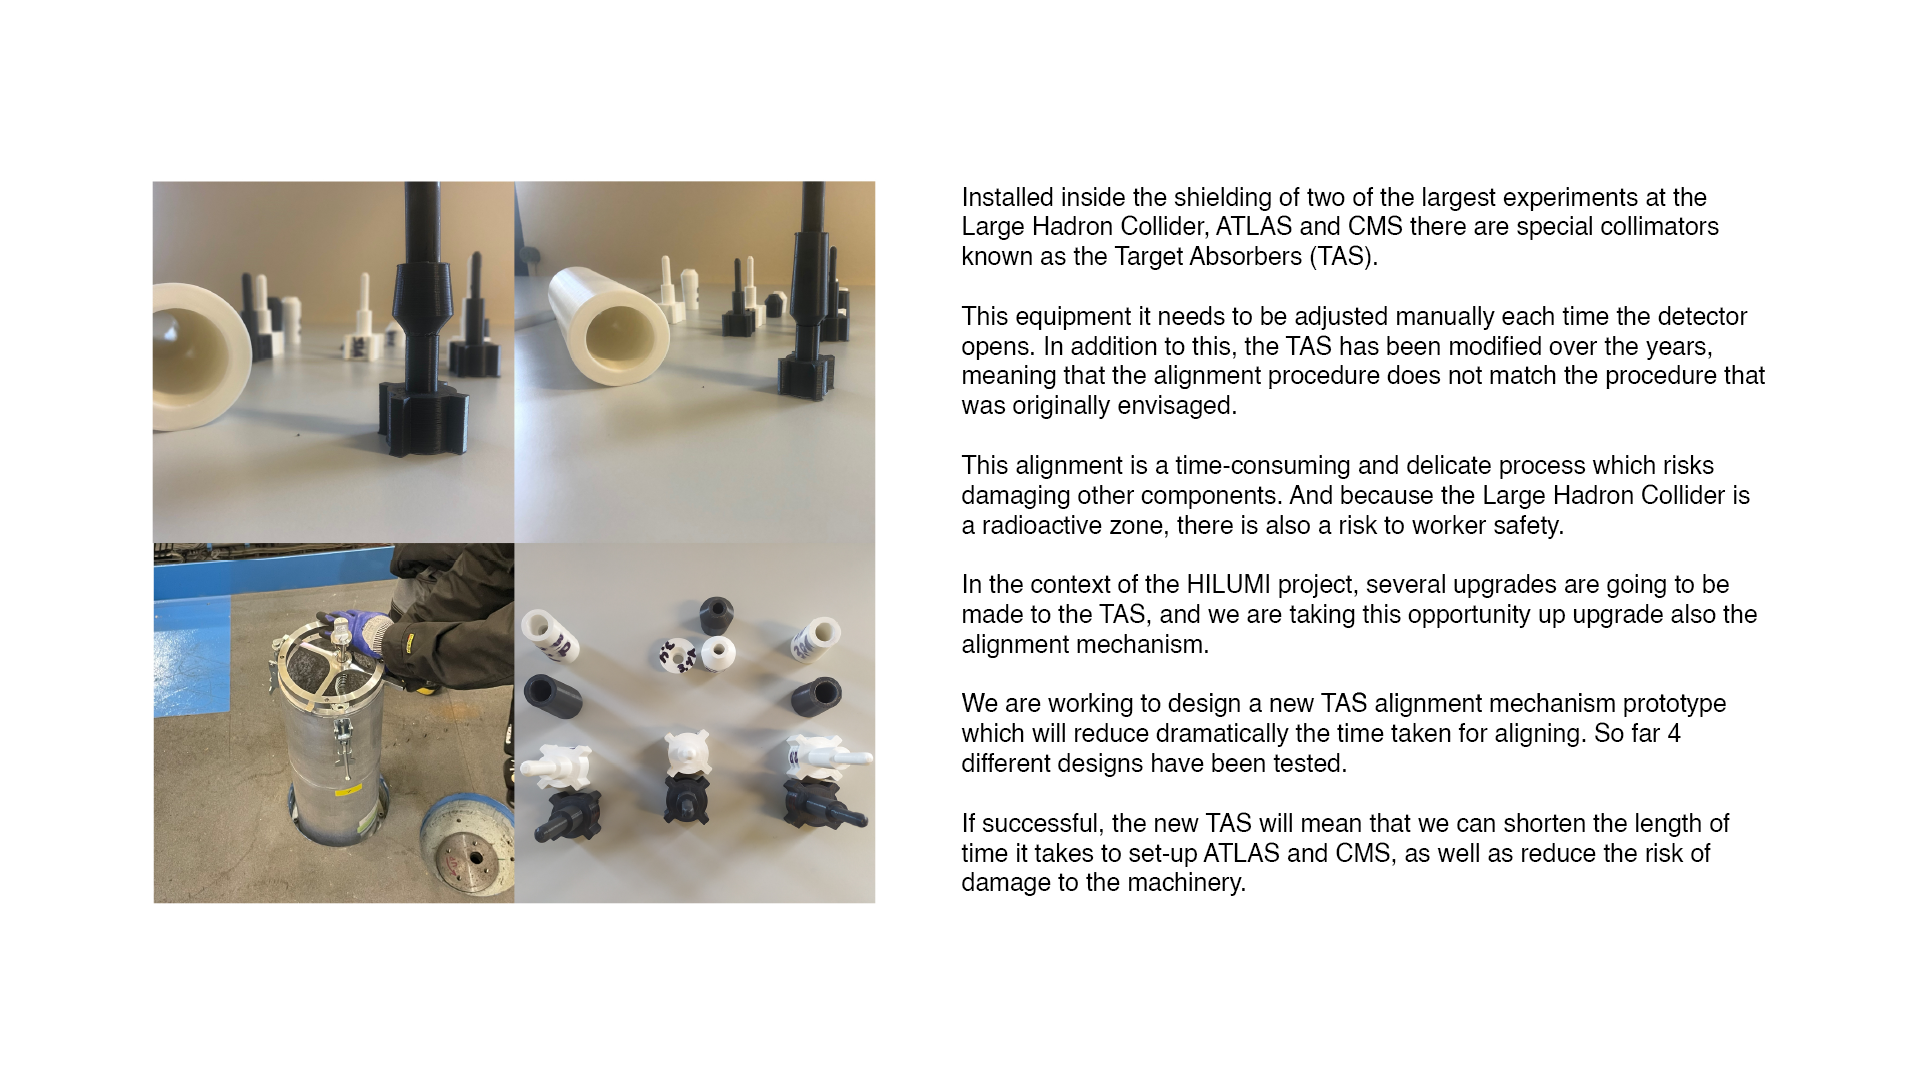 Installed inside the shielding of two of the largest experiments at the
Large Hadron Collider, ATLAS and CMS there are special collimators
known as the Target Absorbers (TAS).
This equipment it needs to be adjusted manually each time the detector
opens. In addition to this, the TAS has been modified over the years,
meaning that the alignment procedure does not match the procedure that
was originally envisaged.
This alignment is a time-consuming and delicate process which risks
damaging other components. And because the Large Hadron Collider is
a radioactive zone, there is also a risk to worker safety.
In the context of the HILUMI project, several upgrades are going to be
made to the TAS, and we are taking this opportunity up upgrade also the
alignment mechanism.
We are working to design a new TAS alignment mechanism prototype
which will reduce dramatically the time taken for aligning. So far 4
different designs have been tested.
If successful, the new TAS will mean that we can shorten the length of
time it takes to set-up ATLAS and CMS, as well as reduce the risk of
damage to the machinery.